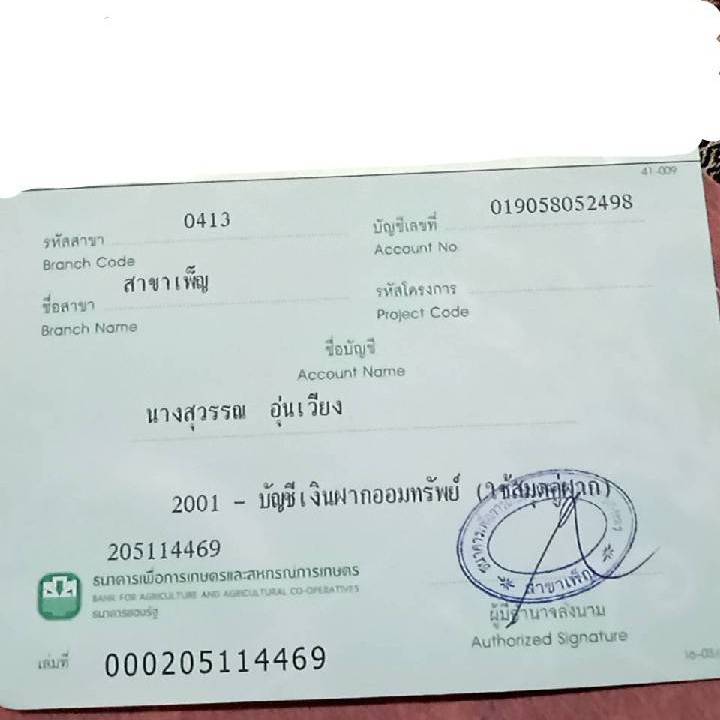 41-009
รหัสสาขา 0413 บัญชีเลขที่ 019058052498
Branch Code Account No.
ชื่อสาขา สาขาเพ็ญ รหัสโครงการ
Branch Name Project Code
ชื่อบัญชี
Account Name
นางสุวรรณ อุ่นเวียง
2001 - บัญชีเงินฝากออมทรัพย์ (ใช้สมุดคู่ฝาก)
205114469
ธนาคารเพื่อการเกษตรและสหกรณ์การเกษตร
BANK FOR AGRICULTURE AND AGRICULTURAL CO-OPERATIVES
ธนาคารของรัฐ
สาขาเพ็ญ
ผู้มีอำนาจลงนาม
Authorized Signature
เล่มที่ 000205114469